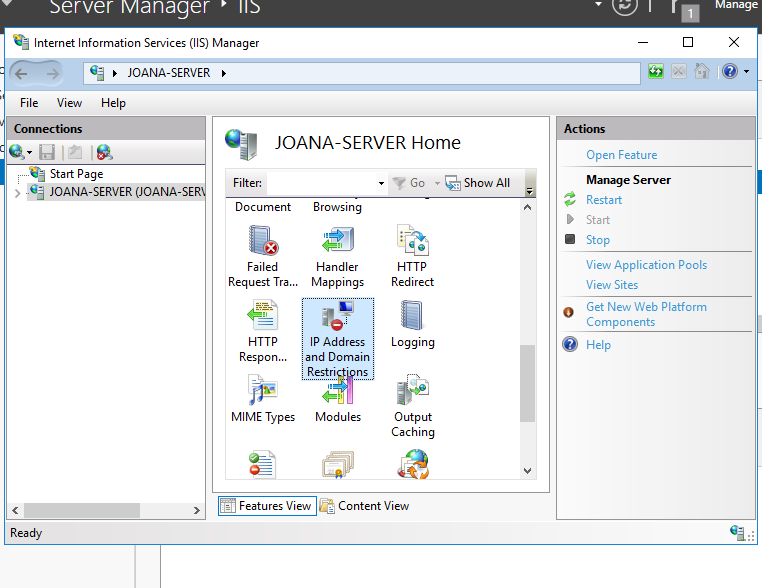 Server Manager ‣ IIS
1
Manage
Internet Information Services (IIS) Manager
JOANA-SERVER
File View Help
Connections
Start Page
JOANA-SERVER (JOANA-SERV
JOANA-SERVER Home
Filter: Go Show All
Document
Browsing
Failed
Request Tra...
Handler
Mappings
HTTP
Redirect
HTTP
Respon...
IP Address
and Domain
Restrictions
Logging
MIME Types
Modules
Output
Caching
Features View Content View
Actions
Open Feature
Manage Server
Restart
Start
Stop
View Application Pools
View Sites
Get New Web Platform
Components
Help
Ready